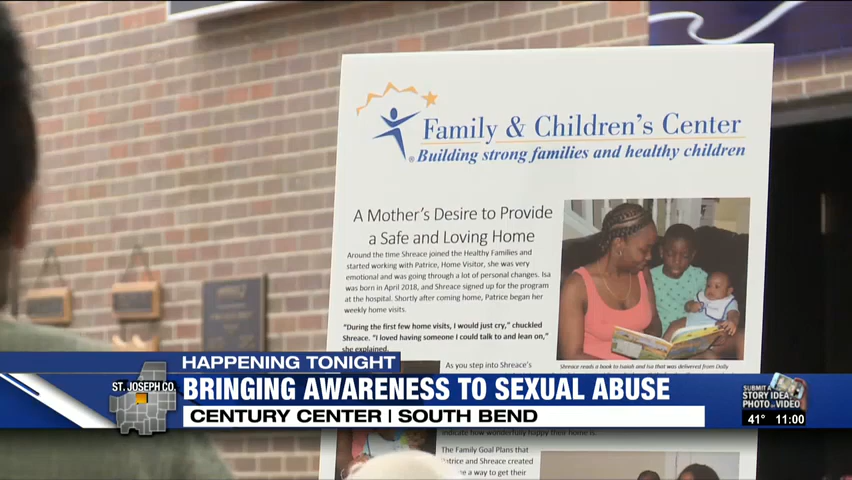 Family & Children's Center
®Building strong families and healthy children
A Mother's Desire to Provide
a Safe and Loving Home
Around the time Shreace joined the Healthy Families and
started working with Patrice, Home Visitor, she was very
emotional and was going through a lot of personal changes. Isa
was born in April 2018, and Shreace signed up for the program
at the hospital. Shortly after coming home, Patrice began her
weekly home visits.
"During the first few home visits, I would just cry," chuckled
Shreace. "I loved having someone I could talk to and lean on,"
she explained.
Shreace reads a book to Isaiah and Isa that was delivered from Dolly
As you step into Shreace's
indicate how wonderfully happy their home is.
The Family Goal Plans that
Patrice and Shreace created
a way to get their
HAPPENING TONIGHT
ST. JOSEPH CO.
BRINGING AWARENESS TO SEXUAL ABUSE
CENTURY CENTER | SOUTH BEND
SUBMIT A
STORY IDEA,
PHOTO or VIDEO
41° 11:00